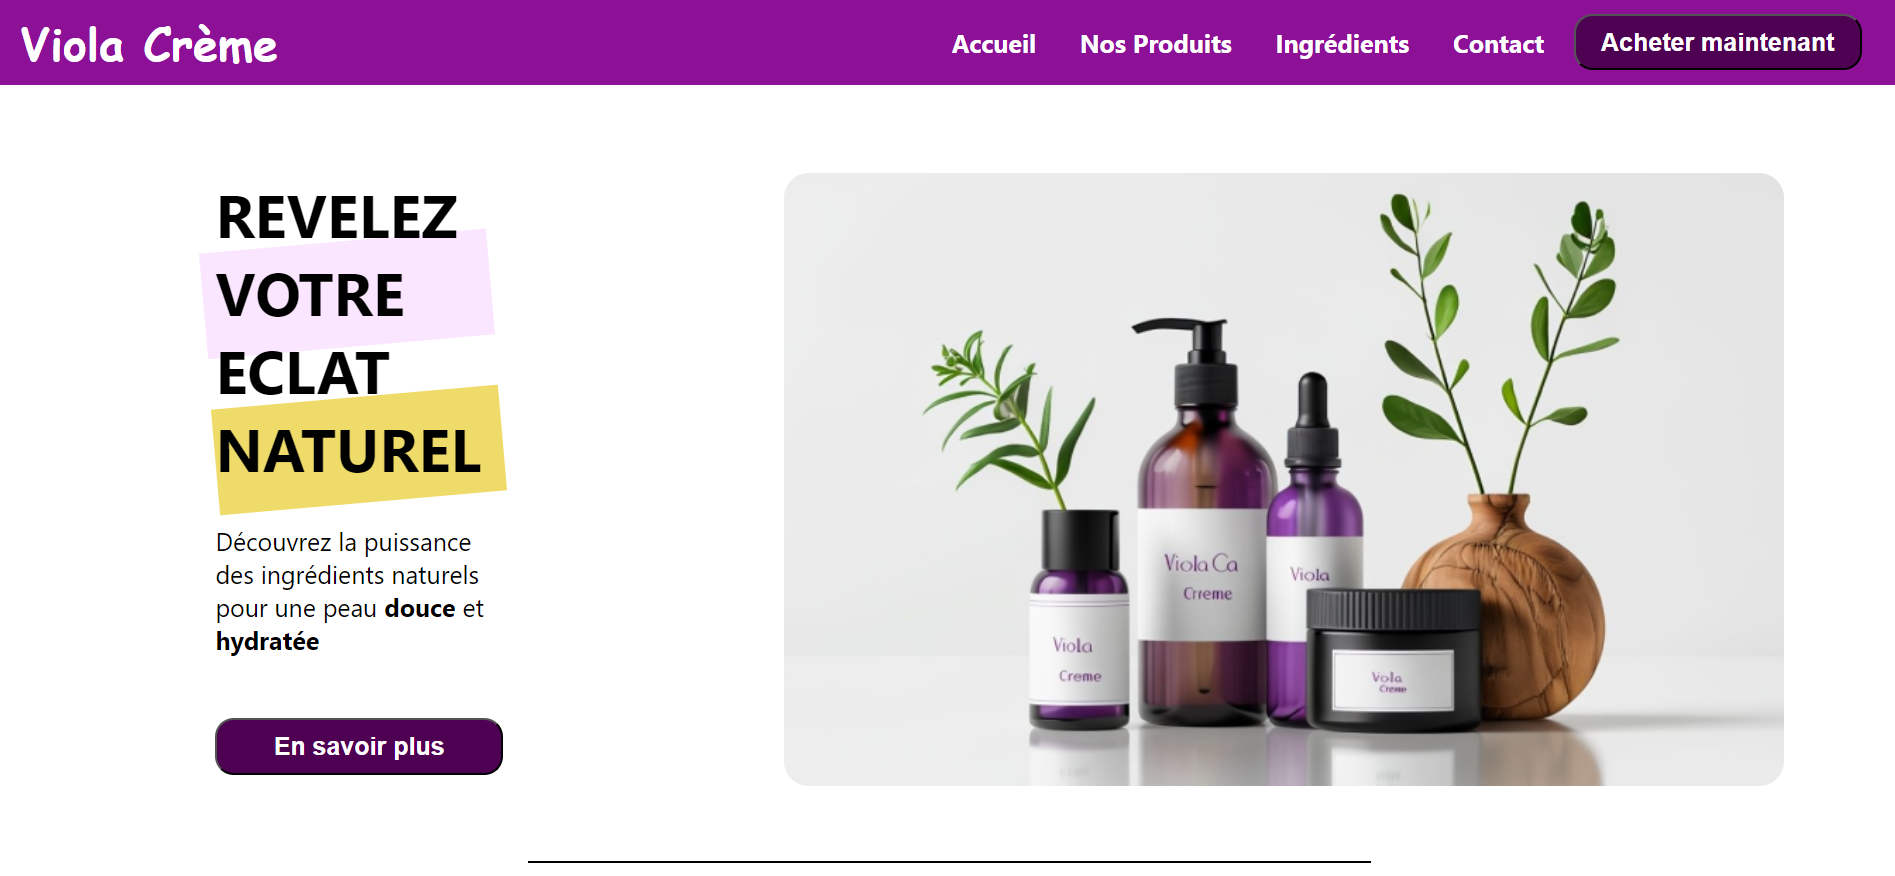 Viola Crème
Accueil
Nos Produits
Ingrédients
Contact
Acheter maintenant
REVELEZ
VOTRE
ECLAT
NATUREL
Découvrez la puissance
des ingrédients naturels
pour une peau douce et
hydratée
En savoir plus
Viola
Creme
Viola Ca
Crreme
Viola
Vola
Creme